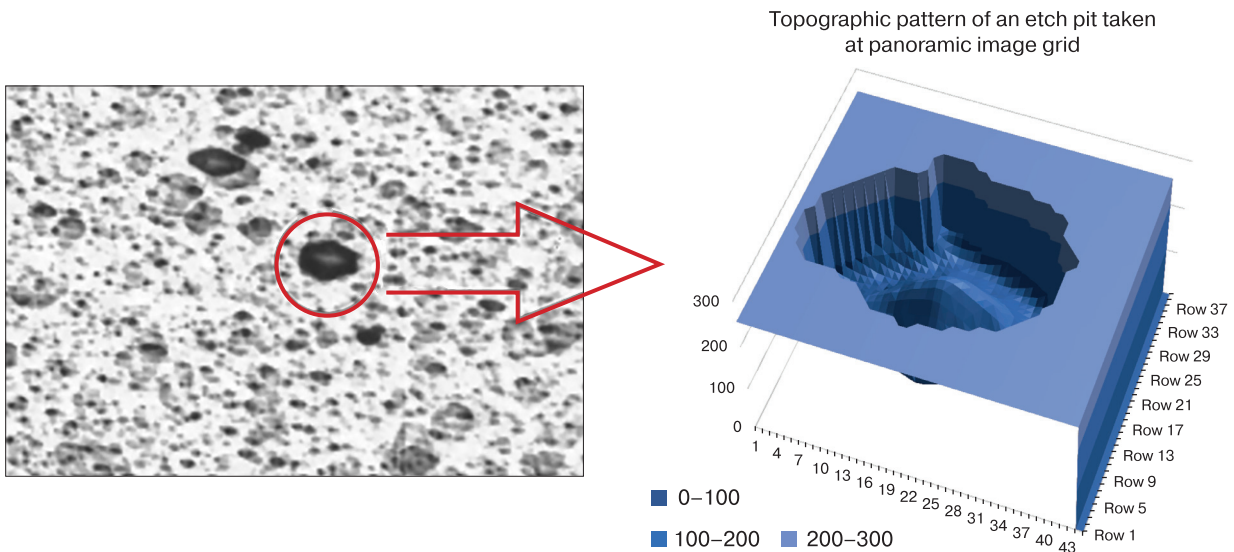 Topographic pattern of an etch pit taken
at panoramic image grid
300
200
100
0
1 4 7 10 13 16 19 22 25 28 31 34 37 40 43
Row 37
Row 33
Row 29
Row 25
Row 21
Row 17
Row 13
Row 9
Row 5
Row 1
0–100
100–200 200–300